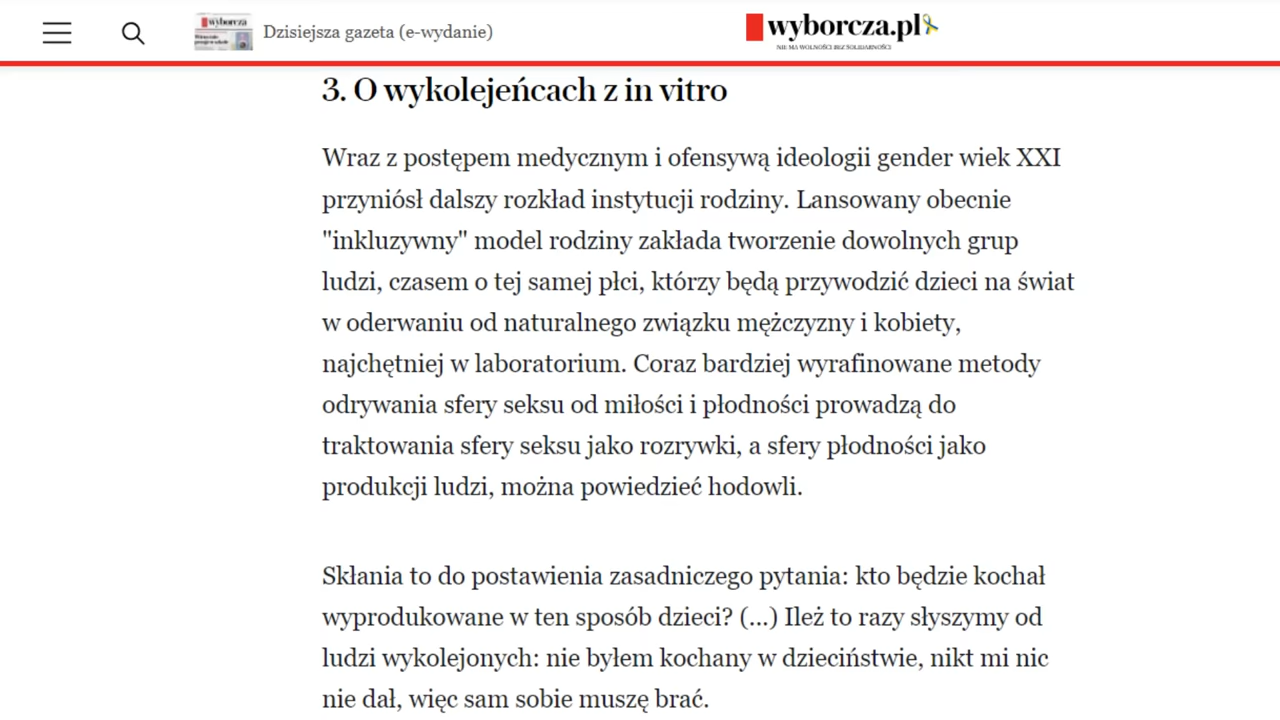 Dzisiejsza gazeta (e-wydanie)
wyborcza.pl
NIE MA WOLNOŚCI BEZ SOLIDARNOŚCI
3. O wykolejeńcach z in vitro
Wraz z postępem medycznym i ofensywą ideologii gender wiek XXI
przyniósł dalszy rozkład instytucji rodziny. Lansowany obecnie
"inkluzywny" model rodziny zakłada tworzenie dowolnych grup
ludzi, czasem o tej samej płci, którzy będą przywodzić dzieci na świat
w oderwaniu od naturalnego związku mężczyzny i kobiety,
najchętniej w laboratorium. Coraz bardziej wyrafinowane metody
odrywania sfery seksu od miłości i płodności prowadzą do
traktowania sfery seksu jako rozrywki, a sfery płodności jako
produkcji ludzi, można powiedzieć hodowli.
Skłania to do postawienia zasadniczego pytania: kto będzie kochał
wyprodukowane w ten sposób dzieci? (...) Ileż to razy słyszymy od
ludzi wykolejonych: nie byłem kochany w dzieciństwie, nikt mi nic
nie dał, więc sam sobie muszę brać.